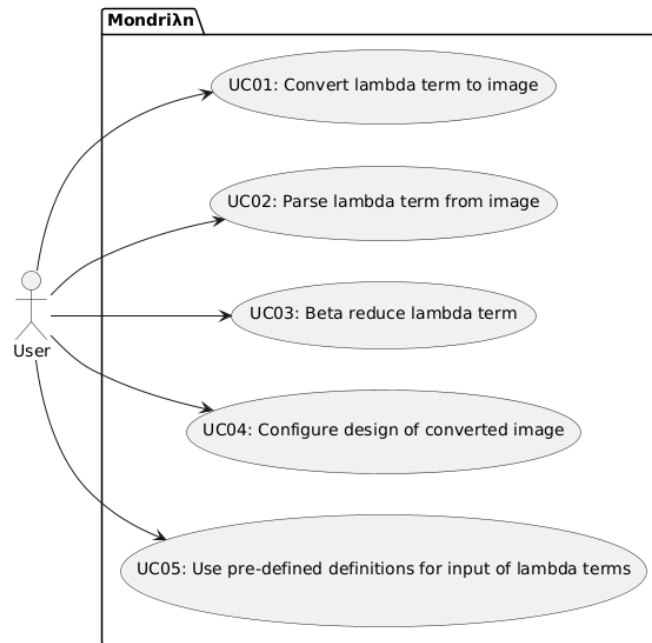 Mondriλn
UC01: Convert lambda term to image
UC02: Parse lambda term from image
UC03: Beta reduce lambda term
User
UC04: Configure design of converted image
UC05: Use pre-defined definitions for input of lambda terms